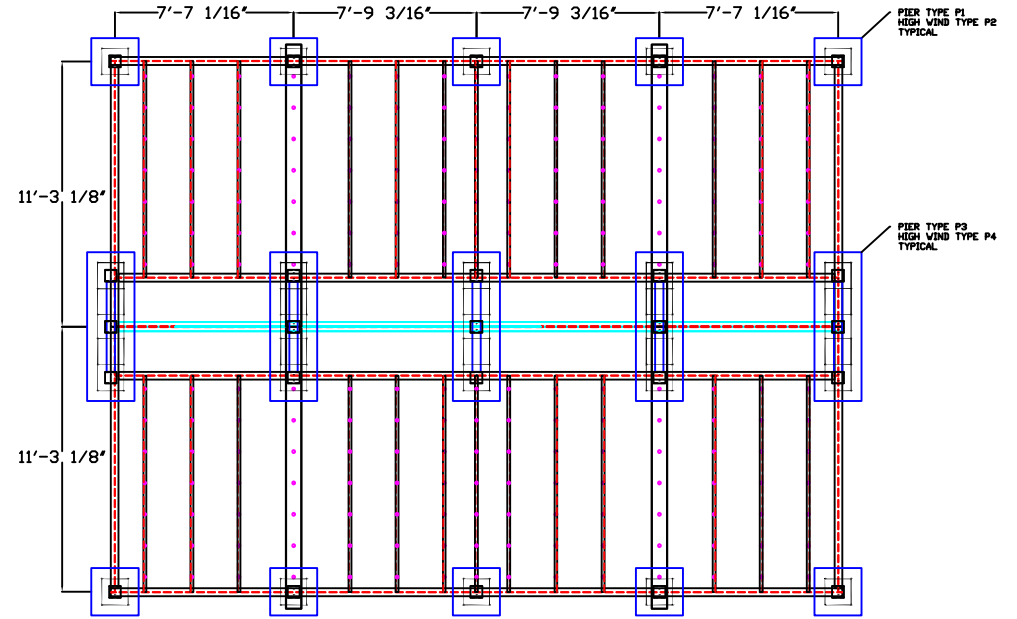 7'-7 1/16" 7'-9 3/16" 7'-9 3/16" 7'-7 1/16"
PIER TYPE P1
HIGH WIND TYPE P2
TYPICAL
11'-3 1/8"
PIER TYPE P3
HIGH WIND TYPE P4
TYPICAL
11'-3 1/8"